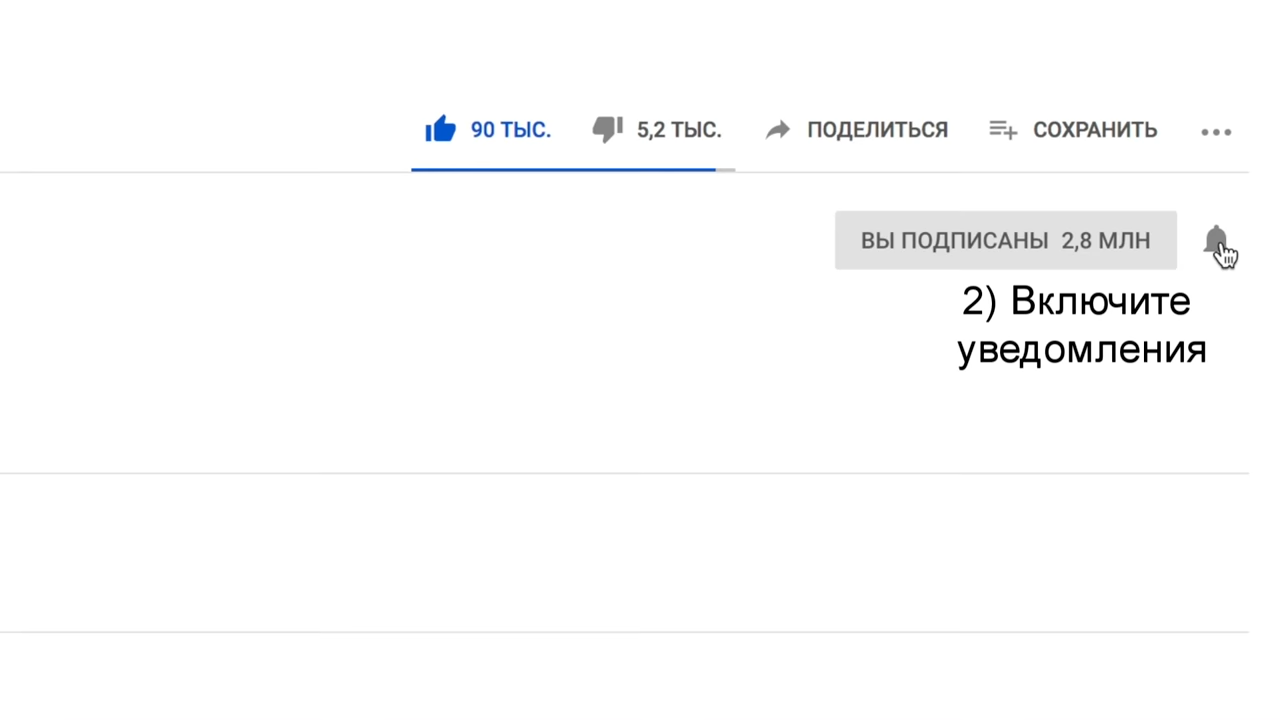 90 ТЫС. 5,2 ТЫС. ПОДЕЛИТЬСЯ СОХРАНИТЬ
ВЫ ПОДПИСАНЫ 2,8 МЛН
2) Включите
уведомления